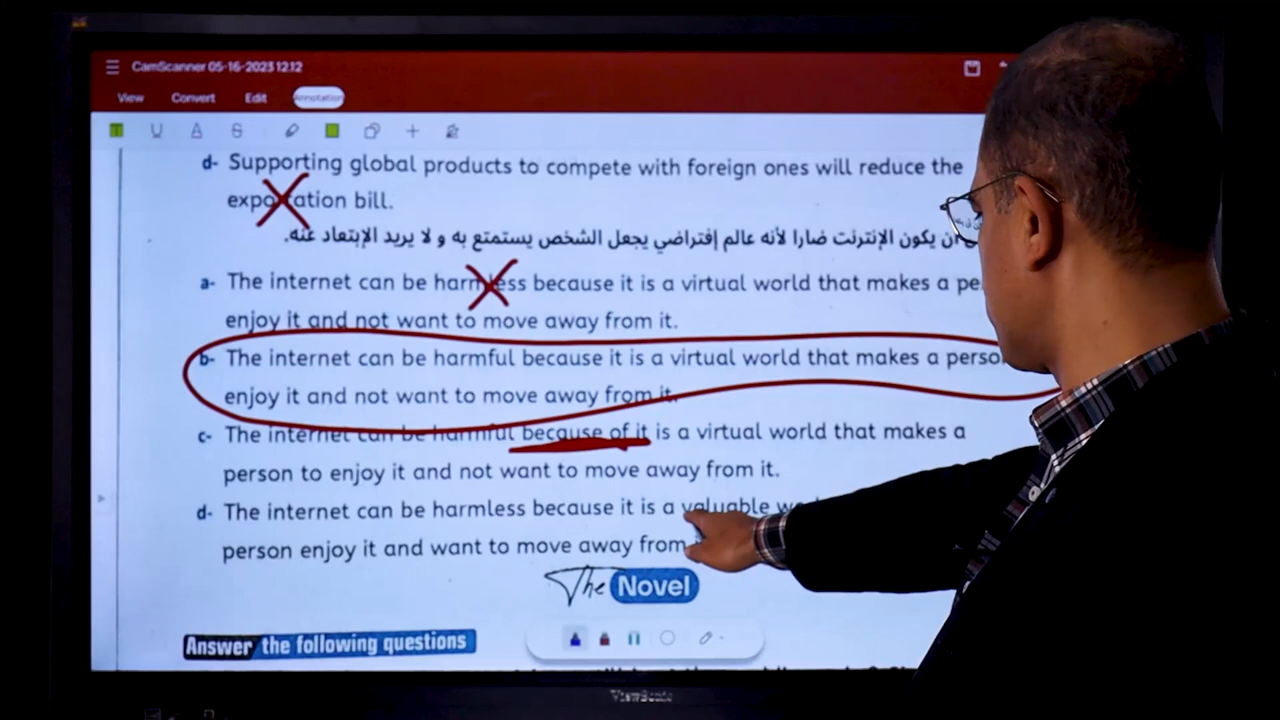 CamScanner 05-16-2023 12.12
View Convert Edit Annotation
d- Supporting global products to compete with foreign ones will reduce the
exportation bill.
أن يكون الإنترنت ضارا لأنه عالم إفتراضي يجعل الشخص يستمتع به و لا يريد الإبتعاد عنه.
a- The internet can be harmless because it is a virtual world that makes a
enjoy it and not want to move away from it.
b- The internet can be harmful because it is a virtual world that makes a person
enjoy it and not want to move away from it.
c- The internet can be harmful because of it is a virtual world that makes a
person to enjoy it and not want to move away from it.
d- The internet can be harmless because it is a valuable
person enjoy it and want to move away from
The Novel
Answer the following questions
ViewSonic